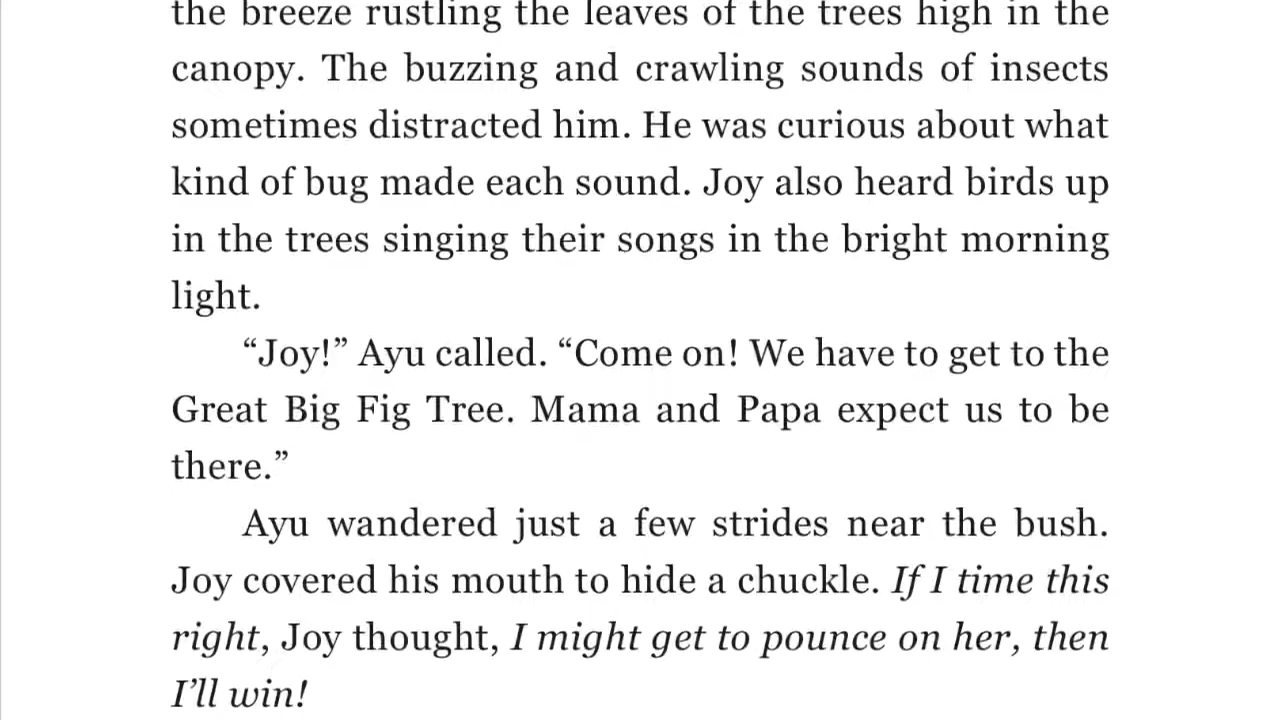 the breeze rustling the leaves of the trees high in the
canopy. The buzzing and crawling sounds of insects
sometimes distracted him. He was curious about what
kind of bug made each sound. Joy also heard birds up
in the trees singing their songs in the bright morning
light.
“Joy!” Ayu called. “Come on! We have to get to the
Great Big Fig Tree. Mama and Papa expect us to be
there.”
Ayu wandered just a few strides near the bush.
Joy covered his mouth to hide a chuckle. If I time this
right, Joy thought, I might get to pounce on her, then
I’ll win!